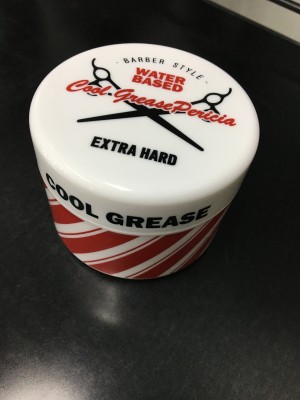 - BARBER STYLE -
WATER
BASED
Cool Grease Pericia
EXTRA HARD
COOL GREASE